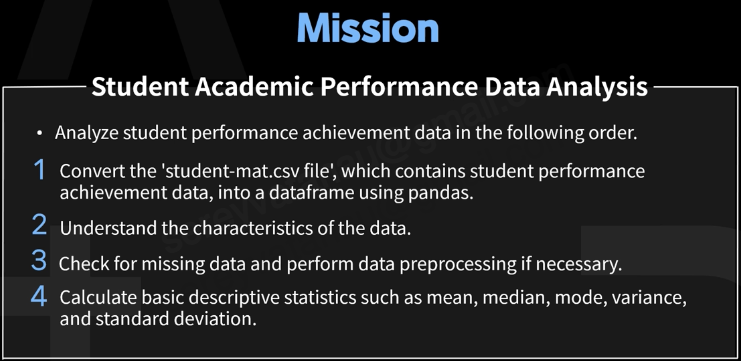 Mission
Student Academic Performance Data Analysis
• Analyze student performance achievement data in the following order.
1 Convert the 'student-mat.csv file', which contains student performance
achievement data, into a dataframe using pandas.
2 Understand the characteristics of the data.
3 Check for missing data and perform data preprocessing if necessary.
4 Calculate basic descriptive statistics such as mean, median, mode, variance,
and standard deviation.